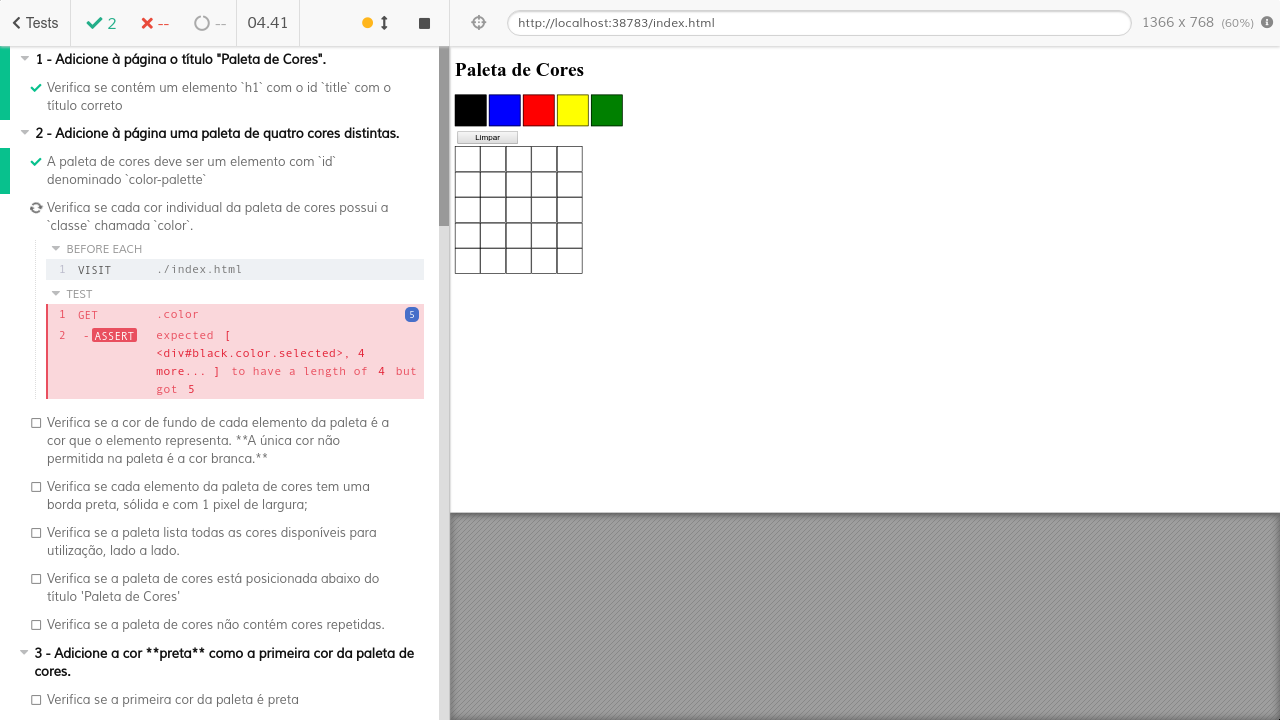 Tests
2
--
--
04.41
http://localhost:38783/index.html
1366 x 768 (60%)
1 - Adicione à página o título "Paleta de Cores".
Verifica se contém um elemento `h1` com o id `title` com o
título correto
2 - Adicione à página uma paleta de quatro cores distintas.
A paleta de cores deve ser um elemento com `id`
denominado `color-palette`
Verifica se cada cor individual da paleta de cores possui a
`classe` chamada `color`.
BEFORE EACH
1 VISIT ./index.html
TEST
1 GET .color 5
2 -ASSERT expected [
<div#black.color.selected>, 4
more... ] to have a length of 4 but
got 5
Verifica se a cor de fundo de cada elemento da paleta é a
cor que o elemento representa. **A única cor não
permitida na paleta é a cor branca.**
Verifica se cada elemento da paleta de cores tem uma
borda preta, sólida e com 1 pixel de largura;
Verifica se a paleta lista todas as cores disponíveis para
utilização, lado a lado.
Verifica se a paleta de cores está posicionada abaixo do
título 'Paleta de Cores'
Verifica se a paleta de cores não contém cores repetidas.
3 - Adicione a cor **preta** como a primeira cor da paleta de
cores.
Verifica se a primeira cor da paleta é preta
Paleta de Cores
Limpar